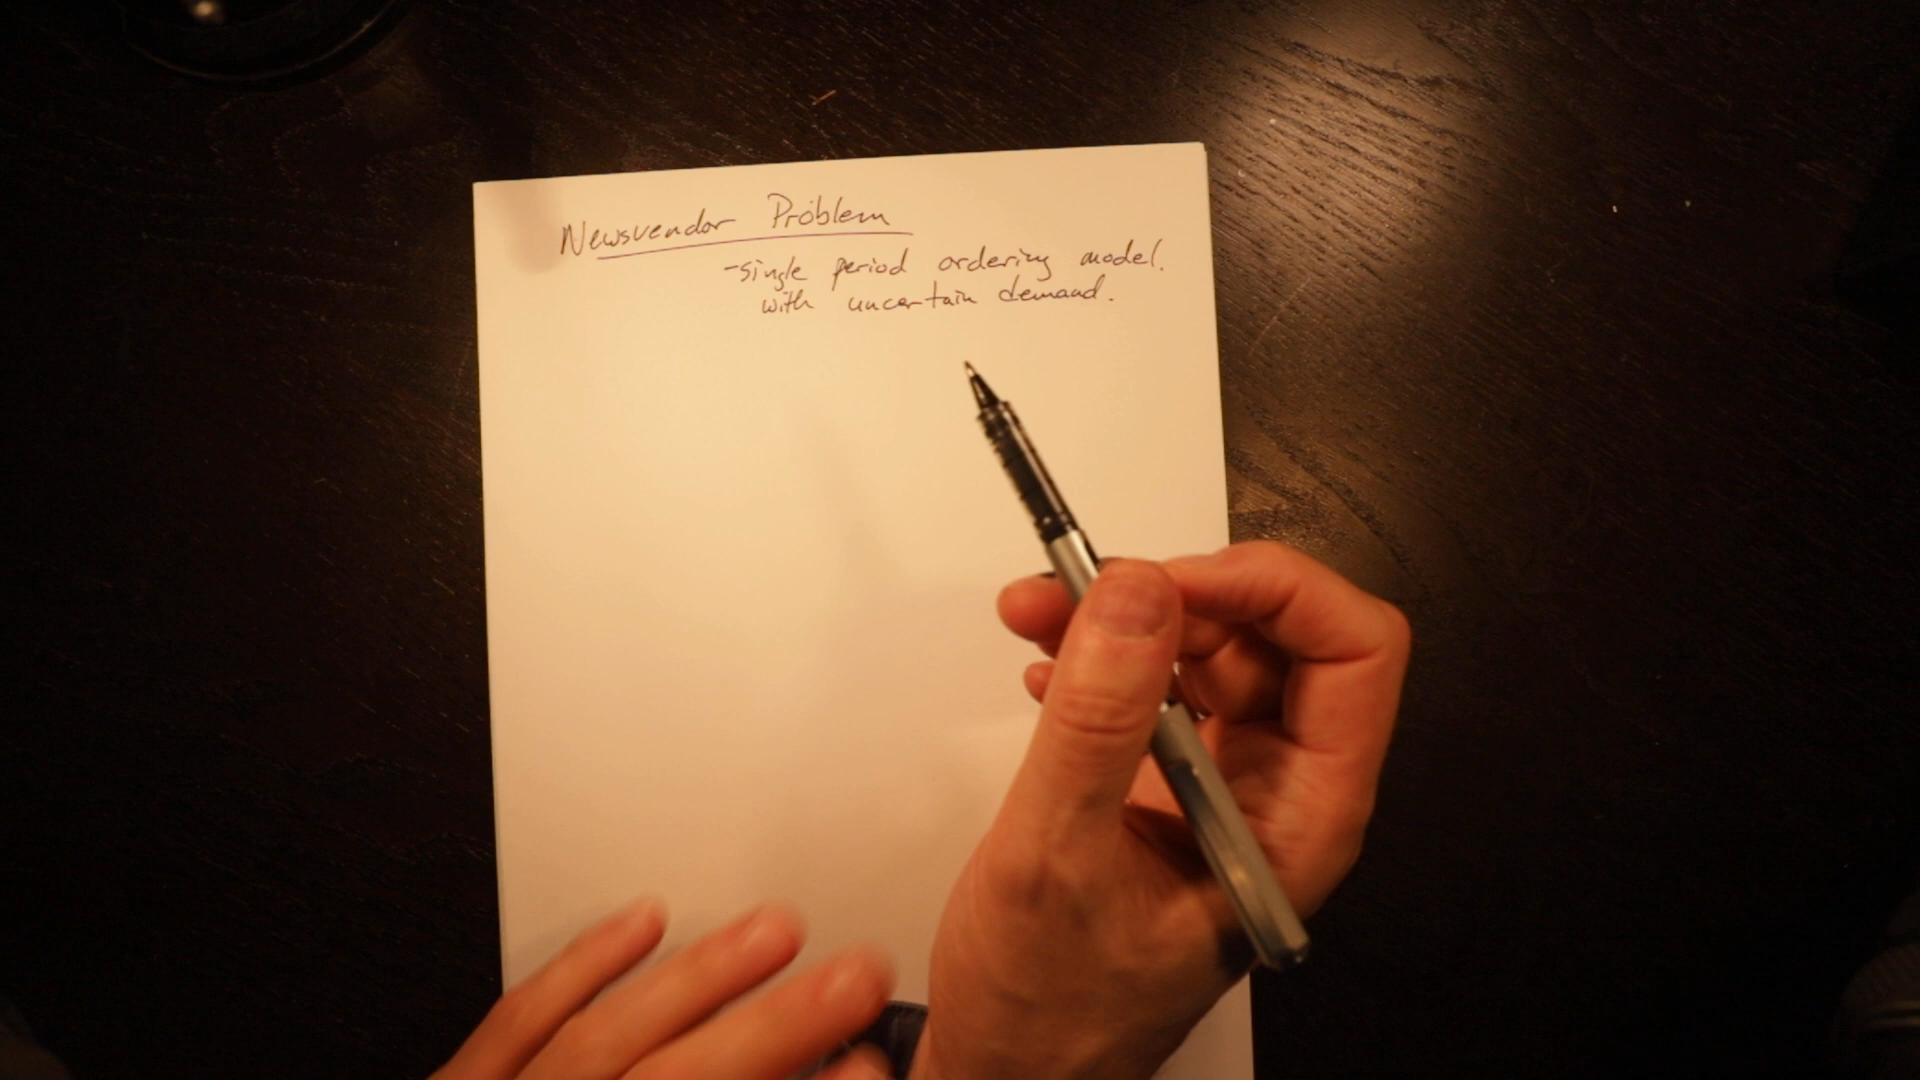 Newsvendor Problem
-single period ordering model.
with uncertain demand.